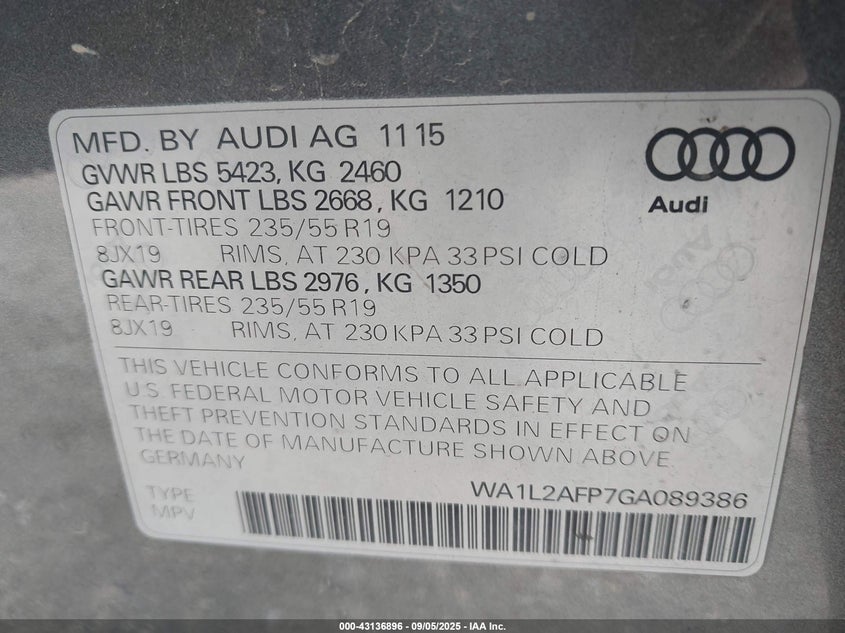 MFD. BY AUDI AG 11 15
GVWR LBS 5423, KG 2460
GAWR FRONT LBS 2668, KG 1210
FRONT-TIRES 235/55 R19
8JX19 RIMS, AT 230 KPA 33 PSI COLD
GAWR REAR LBS 2976, KG 1350
REAR-TIRES 235/55 R19
8JX19 RIMS, AT 230 KPA 33 PSI COLD
Audi
THIS VEHICLE CONFORMS TO ALL APPLICABLE
U.S. FEDERAL MOTOR VEHICLE SAFETY AND
THEFT PREVENTION STANDARDS IN EFFECT ON
THE DATE OF MANUFACTURE SHOWN ABOVE
GERMANY
WA1L2AFP7GA089386
TYPE
MPV
000-43136896 - 09/05/2025 - IAA Inc.